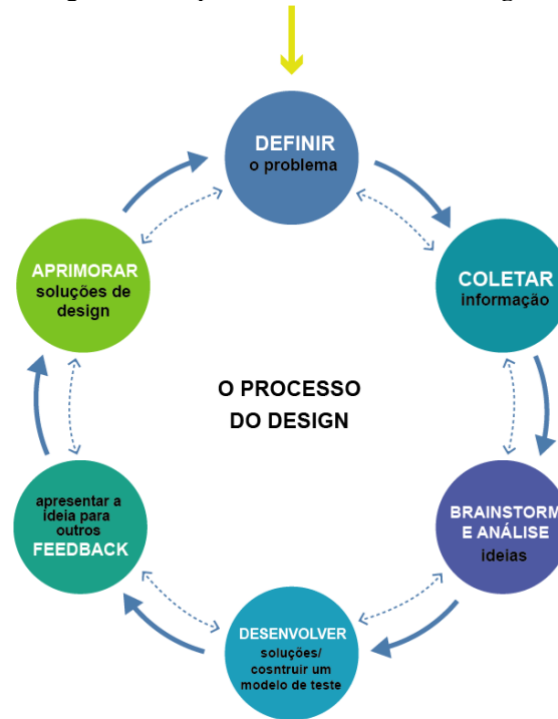 DEFINIR
o problema
COLETAR
informação
BRAINSTORM
E ANÁLISE
ideias
DESENVOLVER
soluções/
cosntruir um
modelo de teste
apresentar a
ideia para
outros
FEEDBACK
APRIMORAR
soluções de
design
O PROCESSO
DO DESIGN